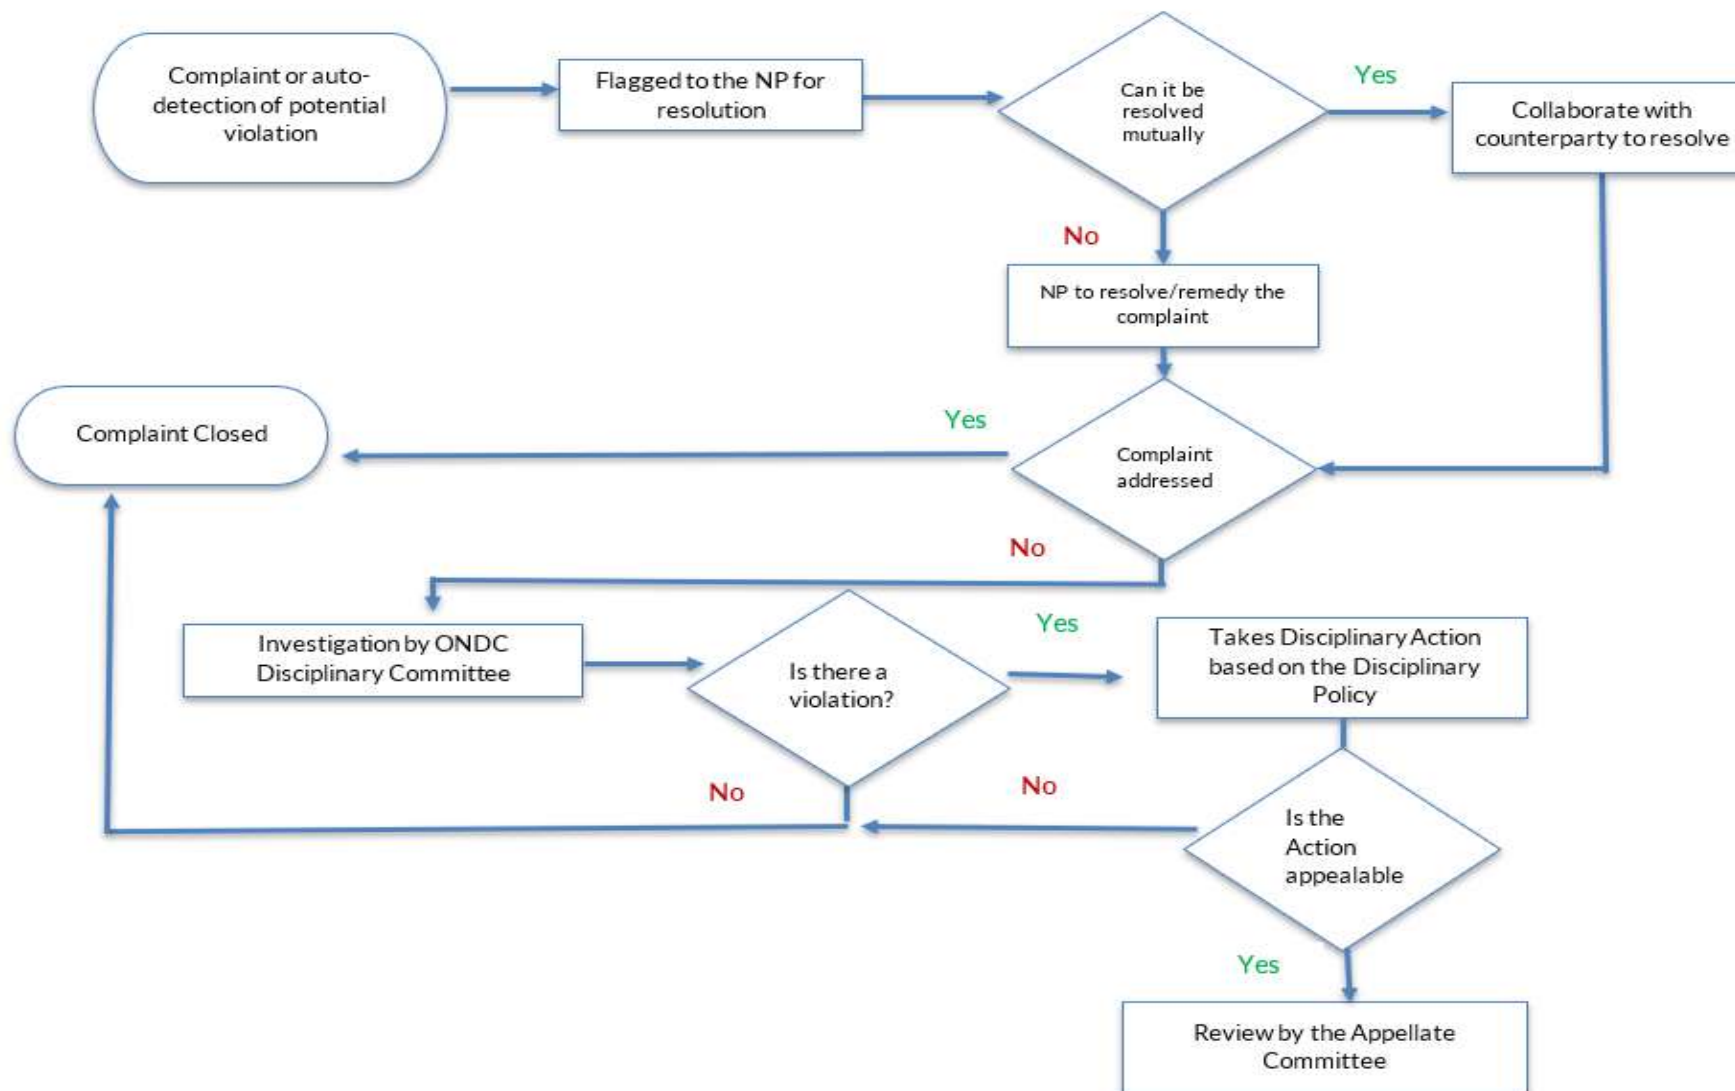 Complaint or auto-
detection of potential
violation
Flagged to the NP for
resolution
Can it be
resolved
mutually
Yes
Collaborate with
counterparty to resolve
No
NP to resolve/remedy the
complaint
Complaint Closed
Yes
Complaint
addressed
No
Investigation by ONDC
Disciplinary Committee
Is there a
violation?
Yes
Takes Disciplinary Action
based on the Disciplinary
Policy
No
No
Is the
Action
appealable
Yes
Review by the Appellate
Committee